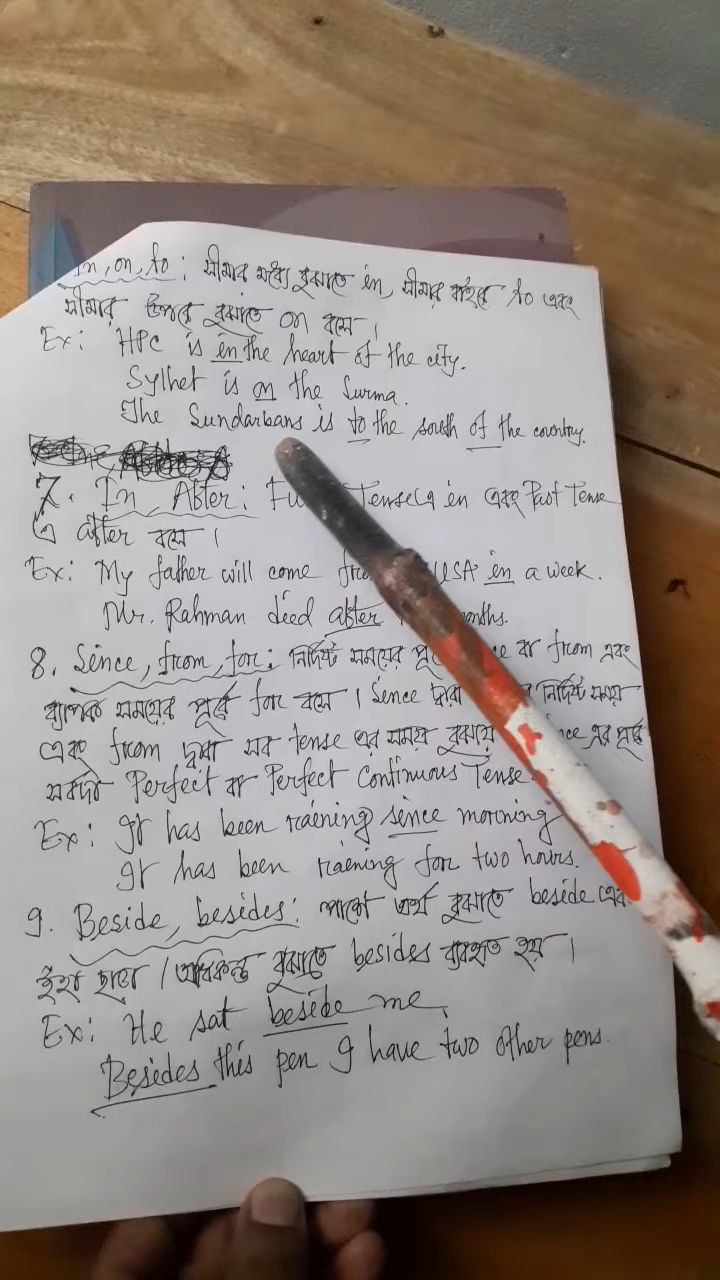 In, on, to : সীমার মধ্যে বুঝাতে in, সীমার বাইরে to এবং
সীমার উপরে বুঝাতে on বসে।
Ex: HPC is in the heart of the city.
Sylhet is on the Surma.
The Sundarbans is to the south of the country.
7. In, After: Tense এ in এবং Past Tense
এ after বসে।
Ex: My father will come USA in a week.
Mr. Rahman died after
8. Since, from, for: নির্দিষ্ট সময়ের বা from এবং
ব্যাপক সময়ের পূর্বে for বসে। Since দ্বারা নির্দিষ্ট সময়
এবং from দ্বারা সব tense এর সময় বুঝায় এর পূর্বে
সর্বদা Perfect বা Perfect Continuous Tense
Ex: It has been raining since morning
It has been raining for two hours.
9. Beside, besides: পাশে অর্থ বুঝাতে beside
ইহা ছাড়া / অধিকন্তু বুঝাতে besides ব্যবহৃত হয়।
Ex: He sat beside me.
Besides this pen I have two other pens.